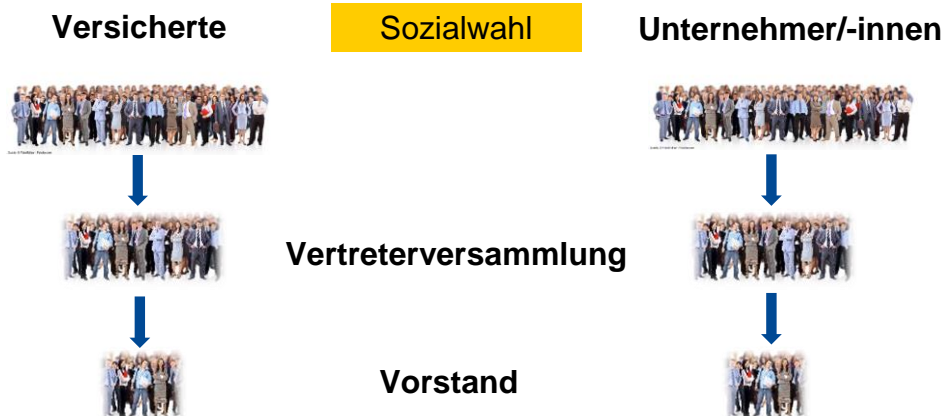 Versicherte
Sozialwahl
Unternehmer/-innen
Vertreterversammlung
Vorstand